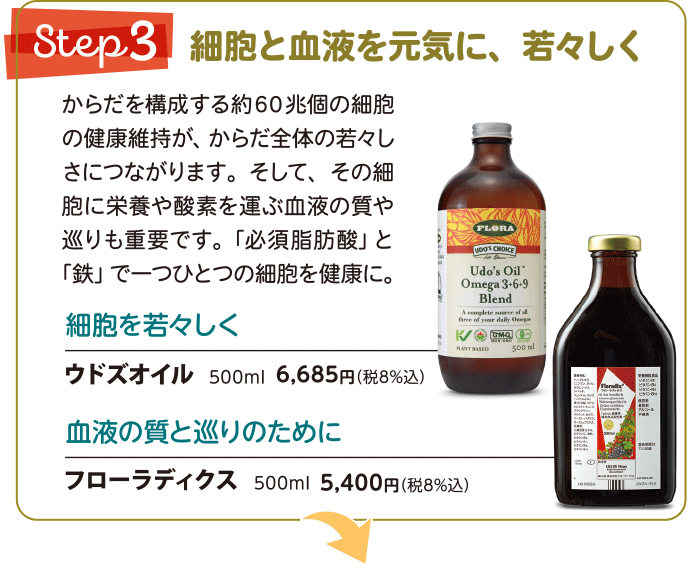 Step3
細胞と血液を元気に、若々しく
からだを構成する約60兆個の細胞
の健康維持が、からだ全体の若々し
さにつながります。そして、その細
胞に栄養や酸素を運ぶ血液の質や
巡りも重要です。「必須脂肪酸」と
「鉄」で一つひとつの細胞を健康に。
細胞を若々しく
ウドズオイル 500ml 6,685円(税8%込)
血液の質と巡りのために
フローラディクス 500ml 5,400円(税8%込)
FLORA
UDO'S CHOICE
Udo's Oil™
Omega 3+6+9
Blend
A complete source of all
three of your daily Omegas
NON GMO
PLANT BASED 500 ml
Floradix
500ml